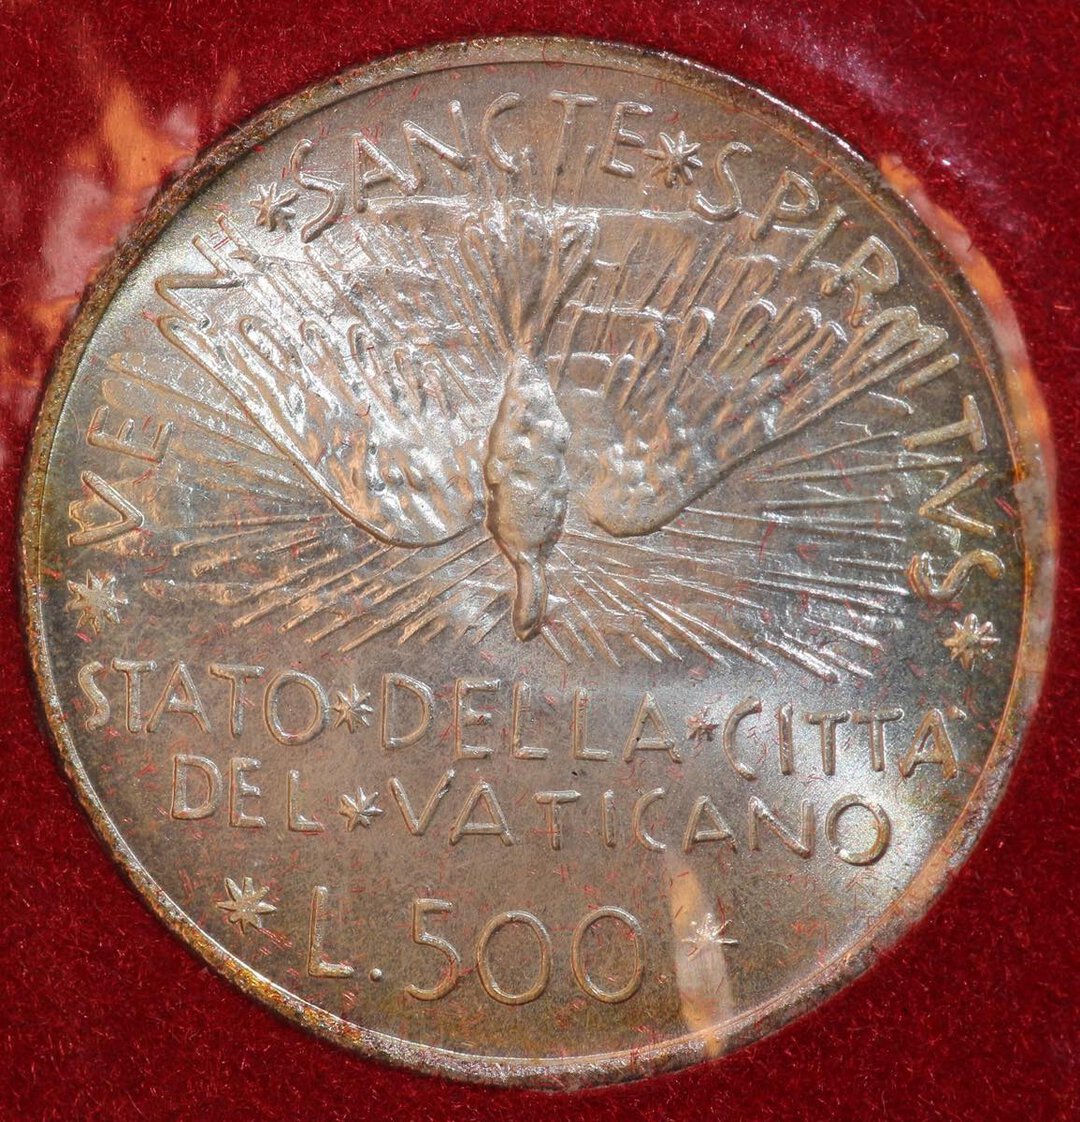 VENI * SANCTE * SPIRITVS
STATO * DELLA * CITTA'
DEL * VATICANO
* L. 500 *